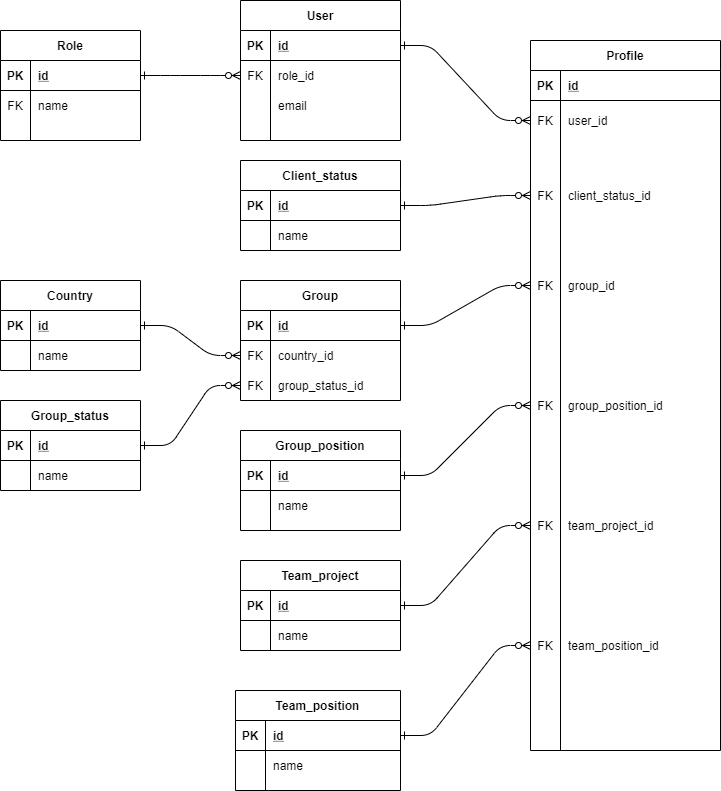 Role
PK id
FK name
User
PK id
FK role_id
email
Profile
PK id
FK user_id
FK client_status_id
FK group_id
FK group_position_id
FK team_project_id
FK team_position_id
Client_status
PK id
name
Country
PK id
name
Group
PK id
FK country_id
FK group_status_id
Group_status
PK id
name
Group_position
PK id
name
Team_project
PK id
name
Team_position
PK id
name